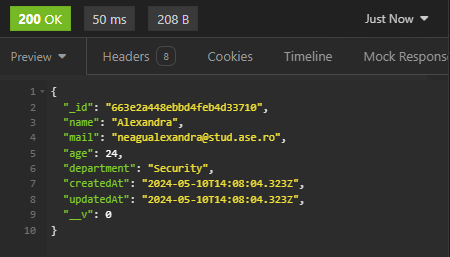 200 OK 50 ms 208 B Just Now
Preview Headers 8 Cookies Timeline Mock Response
1 {
2 "_id": "663e2a448ebbd4feb4d33710",
3 "name": "Alexandra",
4 "mail": "neagualexandra@stud.ase.ro",
5 "age": 24,
6 "department": "Security",
7 "createdAt": "2024-05-10T14:08:04.323Z",
8 "updatedAt": "2024-05-10T14:08:04.323Z",
9 "__v": 0
10 }